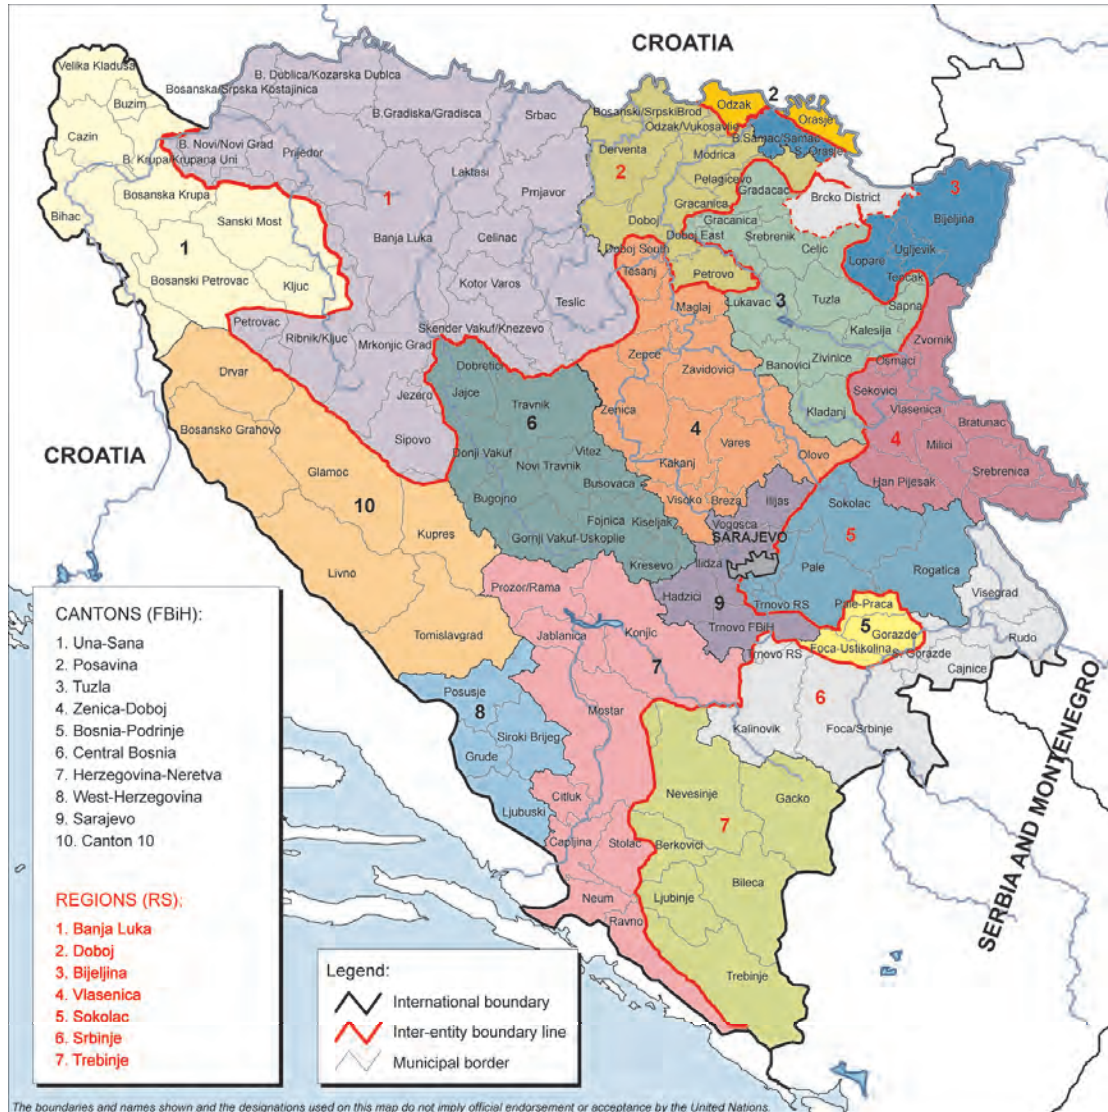 CROATIA
Velika Kladusa
B. Dubica/Kozarska Dubica
Bosanska/Srpska Kostajnica
Buzim
B.Gradiska/Gradisca
Srbac
Bosanski/SrpskiBrod
Odzak
2
Orasje
Odzak/Vukosavlje
B.Samac/Samac
S. Orasje
Cazin
B. Novi/Novi Grad
Prijedor
Derventa
Modrica
B. Krupa/Krupana Uni
Laktasi
2
Pelagicevo
Gradacac
Brcko District
3
Bosanska Krupa
Prnjavor
Gracanica
Bijeljina
Bihac
Sanski Most
1
Doboj
Gracanica
Doboj East
Srebrenik
Celic
Banja Luka
Celinac
Ugljevik
1
Doboj South
Lopare
Tesanj
Petrovo
Teocak
Bosanski Petrovac
Kljuc
Kotor Varos
Teslic
Maglaj
Lukavac
3
Tuzla
Sapna
Petrovac
Skender Vakuf/Knezevo
Kalesija
Zvornik
Ribnik/Kljuc
Mrkonjic Grad
Zepce
Zivinice
Osmaci
Drvar
Dobretici
Zavidovici
Banovici
Jezero
Jajce
Travnik
Zenica
Kladanj
Sekovici
Vlasenica
Bratunac
Bosansko Grahovo
6
4
Sipovo
Vares
4
Milici
CROATIA
Donji Vakuf
Vitez
Olovo
Glamoc
Novi Travnik
Kakanj
Srebrenica
Busovaca
Han Pijesak
10
Bugojno
Visoko
Breza
Ilijas
Sokolac
Kupres
Fojnica
Kiseljak
Vogosca
5
Gornji Vakuf-Uskoplje
SARAJEVO
Livno
Kresevo
Ilidza
Pale
Rogatica
Prozor/Rama
Hadzici
9
Trnovo RS
Pale-Praca
Visegrad
Tomislavgrad
Jablanica
Konjic
Trnovo FBiH
5
Gorazde
Rudo
Foca-Ustikolina
Trnovo RS
S. Gorazde
Cajnice
7
Posusje
6
8
Mostar
Siroki Brijeg
Kalinovik
Foca/Srbinje
Grude
Nevesinje
Gacko
Citluk
Ljubuski
7
Capljina
Stolac
Berkovici
Bileca
Neum
Ljubinje
Ravno
Trebinje
SERBIA AND MONTENEGRO
CANTONS (FBiH):
1. Una-Sana
2. Posavina
3. Tuzla
4. Zenica-Doboj
5. Bosnia-Podrinje
6. Central Bosnia
7. Herzegovina-Neretva
8. West-Herzegovina
9. Sarajevo
10. Canton 10
REGIONS (RS):
1. Banja Luka
2. Doboj
3. Bijeljina
4. Vlasenica
5. Sokolac
6. Srbinje
7. Trebinje
Legend:
International boundary
Inter-entity boundary line
Municipal border
The boundaries and names shown and the designations used on this map do not imply official endorsement or acceptance by the United Nations.